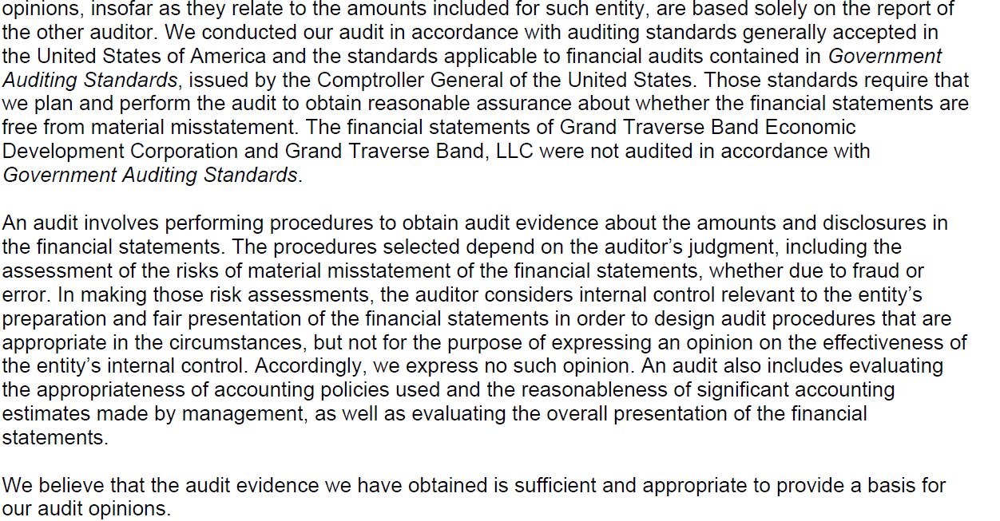 opinions, insofar as they relate to the amounts included for such entity, are based solely on the report of
the other auditor. We conducted our audit in accordance with auditing standards generally accepted in
the United States of America and the standards applicable to financial audits contained in Government
Auditing Standards, issued by the Comptroller General of the United States. Those standards require that
we plan and perform the audit to obtain reasonable assurance about whether the financial statements are
free from material misstatement. The financial statements of Grand Traverse Band Economic
Development Corporation and Grand Traverse Band, LLC were not audited in accordance with
Government Auditing Standards.

An audit involves performing procedures to obtain audit evidence about the amounts and disclosures in
the financial statements. The procedures selected depend on the auditor’s judgment, including the
assessment of the risks of material misstatement of the financial statements, whether due to fraud or
error. In making those risk assessments, the auditor considers internal control relevant to the entity’s
preparation and fair presentation of the financial statements in order to design audit procedures that are
appropriate in the circumstances, but not for the purpose of expressing an opinion on the effectiveness of
the entity’s internal control. Accordingly, we express no such opinion. An audit also includes evaluating
the appropriateness of accounting policies used and the reasonableness of significant accounting
estimates made by management, as well as evaluating the overall presentation of the financial
statements.

We believe that the audit evidence we have obtained is sufficient and appropriate to provide a basis for
our audit opinions.